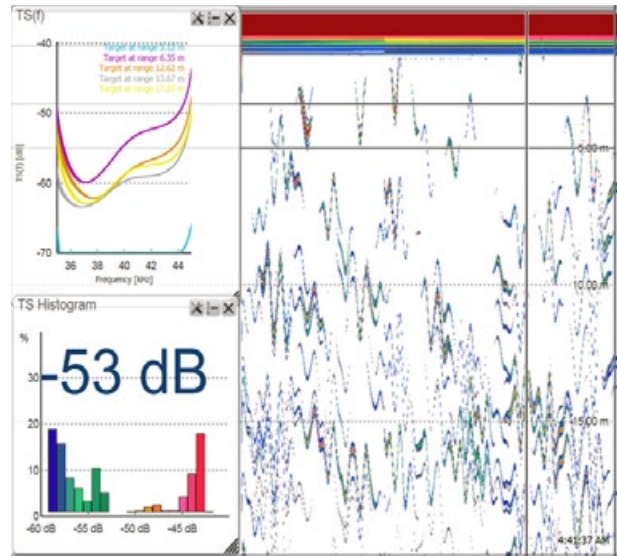 TS(f)
-40
Target at range 6.35 m
Target at range 12.62 m
Target at range 13.67 m
-50
TS(f) [dB]
-60
-70
36 38 40 42 44
Frequency [kHz]
TS Histogram
%
-53 dB
30
20
10
-60 dB -55 dB -50 dB -45 dB
5.00 m
10.00 m
15.00 m
4:41:37 AM